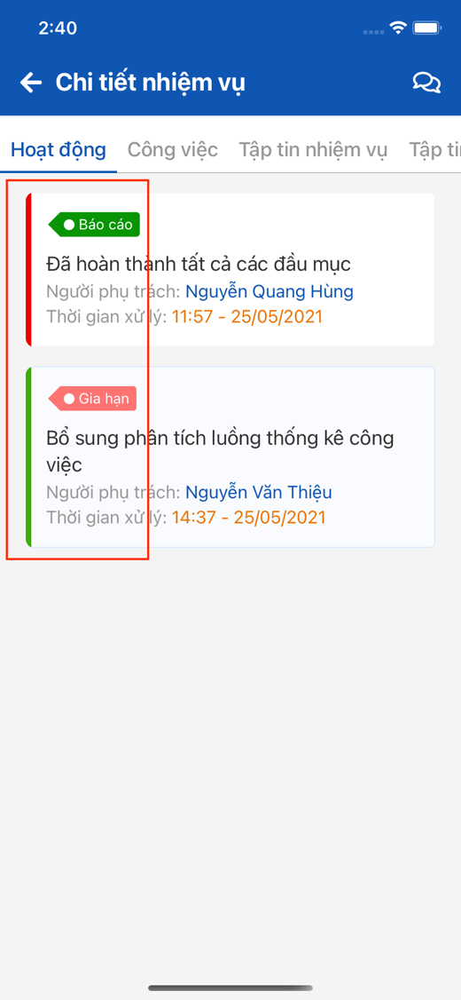 2:40
Chi tiết nhiệm vụ
Hoạt động Công việc Tập tin nhiệm vụ Tập ti
Báo cáo
Đã hoàn thành tất cả các đầu mục
Người phụ trách: Nguyễn Quang Hùng
Thời gian xử lý: 11:57 - 25/05/2021
Gia hạn
Bổ sung phân tích luồng thống kê công
việc
Người phụ trách: Nguyễn Văn Thiệu
Thời gian xử lý: 14:37 - 25/05/2021